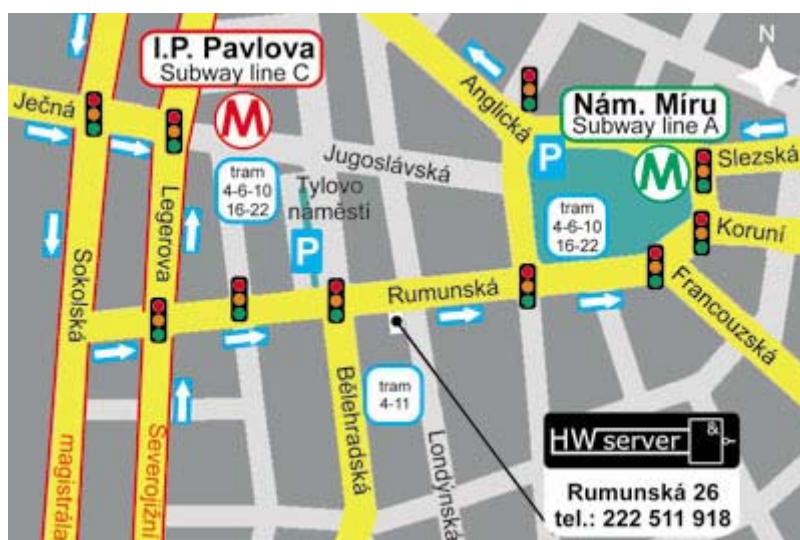 I.P. Pavlova
Subway line C
M
N
Ječná
Anglická
Nám. Míru
Subway line A
M
P
Slezská
Jugoslávská
tram
4-6-10
16-22
Tylovo
náměstí
P
Legerova
tram
4-6-10
16-22
Koruní
Sokolská
Rumunská
Francouzská
Bělehradská
tram
4-11
Londýnská
magistrála
Severojižní
HW server
&
Rumunská 26
tel.: 222 511 918